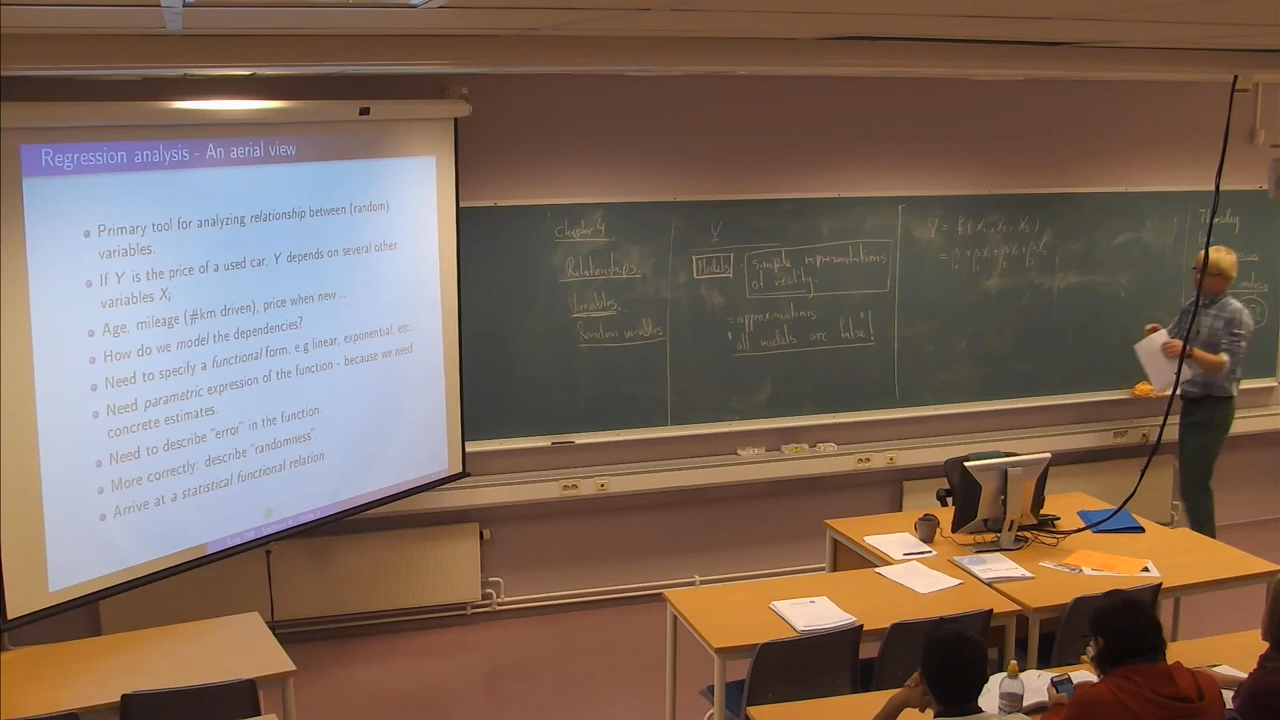 Regression analysis - An aerial view
Primary tool for analyzing relationship between (random)
variables.
If Y is the price of a used car, Y depends on several other
variables Xi
Age, mileage (#km driven), price when new ..
How do we model the dependencies?
Need to specify a functional form, e.g linear, exponential, etc.
Need parametric expression of the function - because we need
concrete estimates.
Need to describe "error" in the function.
More correctly: describe "randomness".
Arrive at a statistical functional relation.
Chapter 4
Relationships.
Variables.
Random variables
Y
Models
simple representations
of reality.
= approximations
"all models are false"!
Y = f(X1, X2, X3)
Thursday